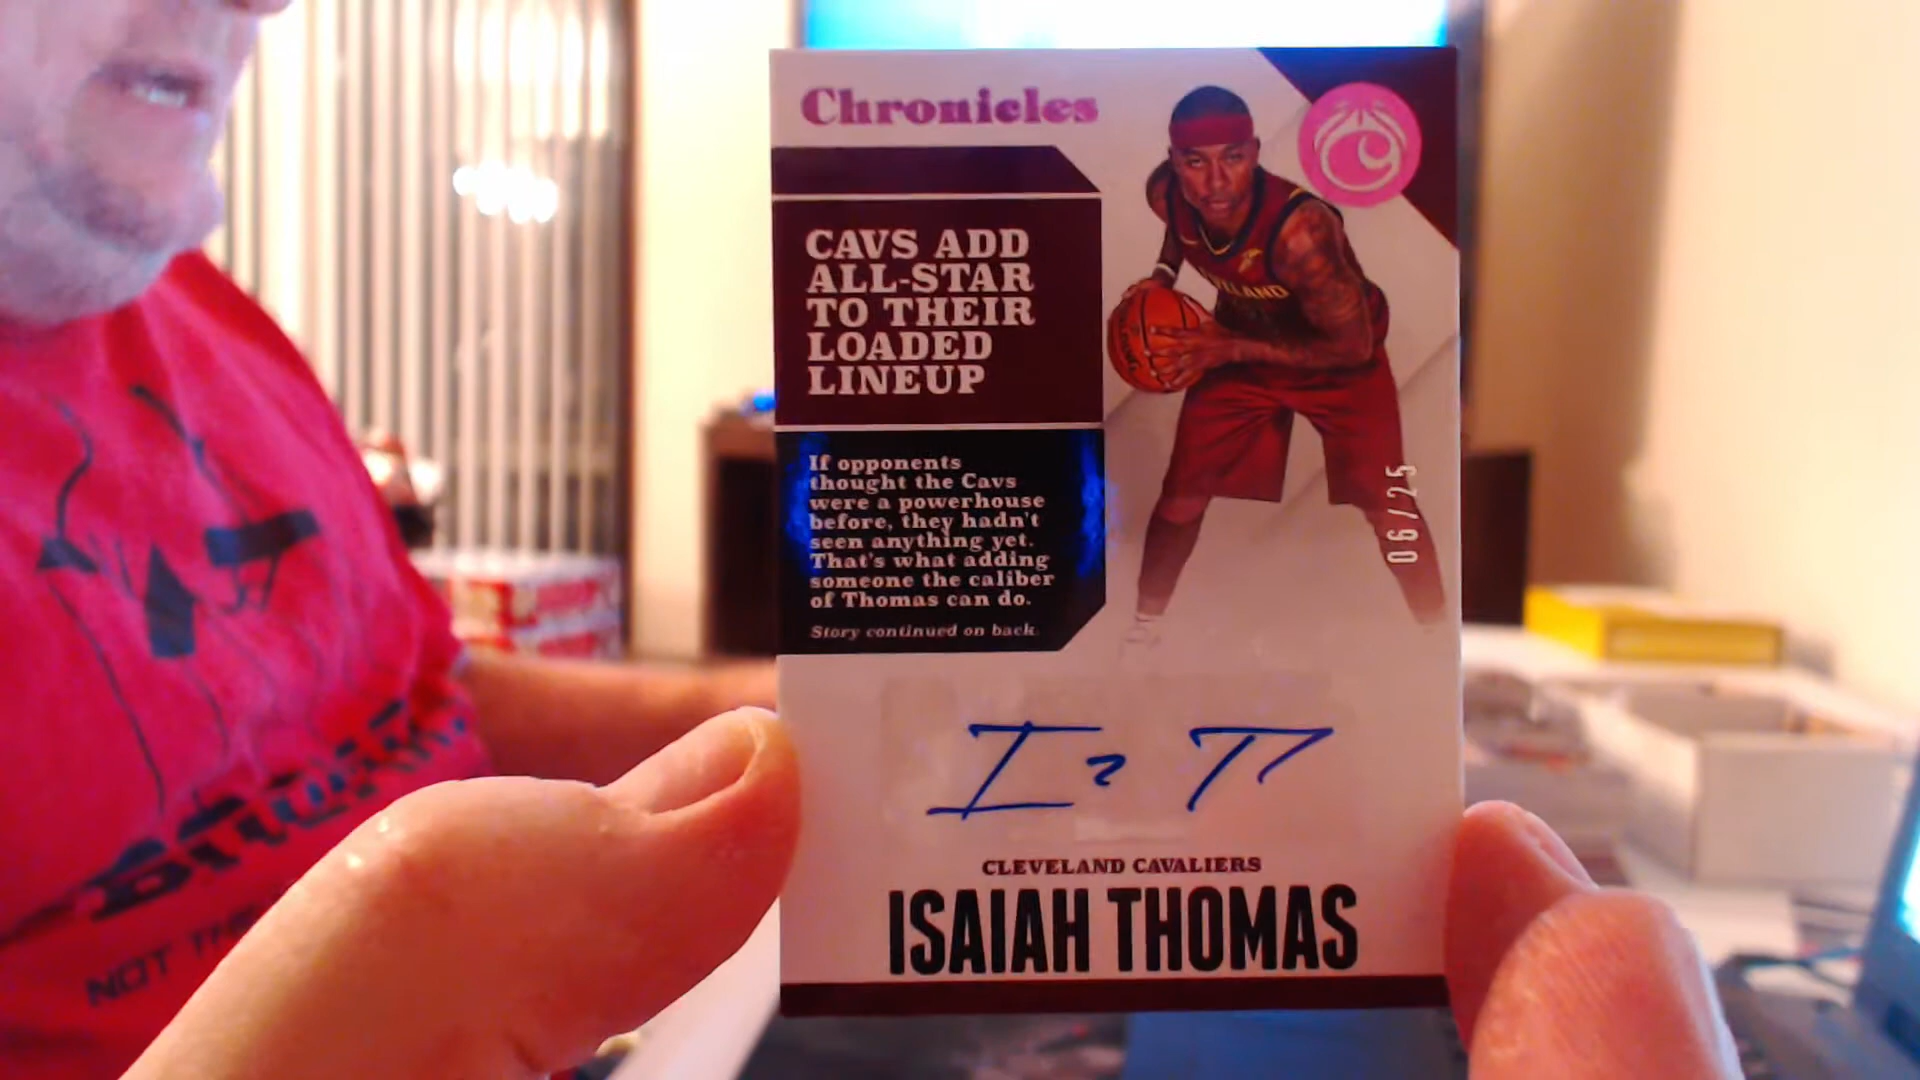 Chronicles
CAVS ADD
ALL-STAR
TO THEIR
LOADED
LINEUP
If opponents
thought the Cavs
were a powerhouse
before, they hadn't
seen anything yet.
That's what adding
someone the caliber
of Thomas can do.
Story continued on back.
06/25
I T
CLEVELAND CAVALIERS
ISAIAH THOMAS
NOT THE